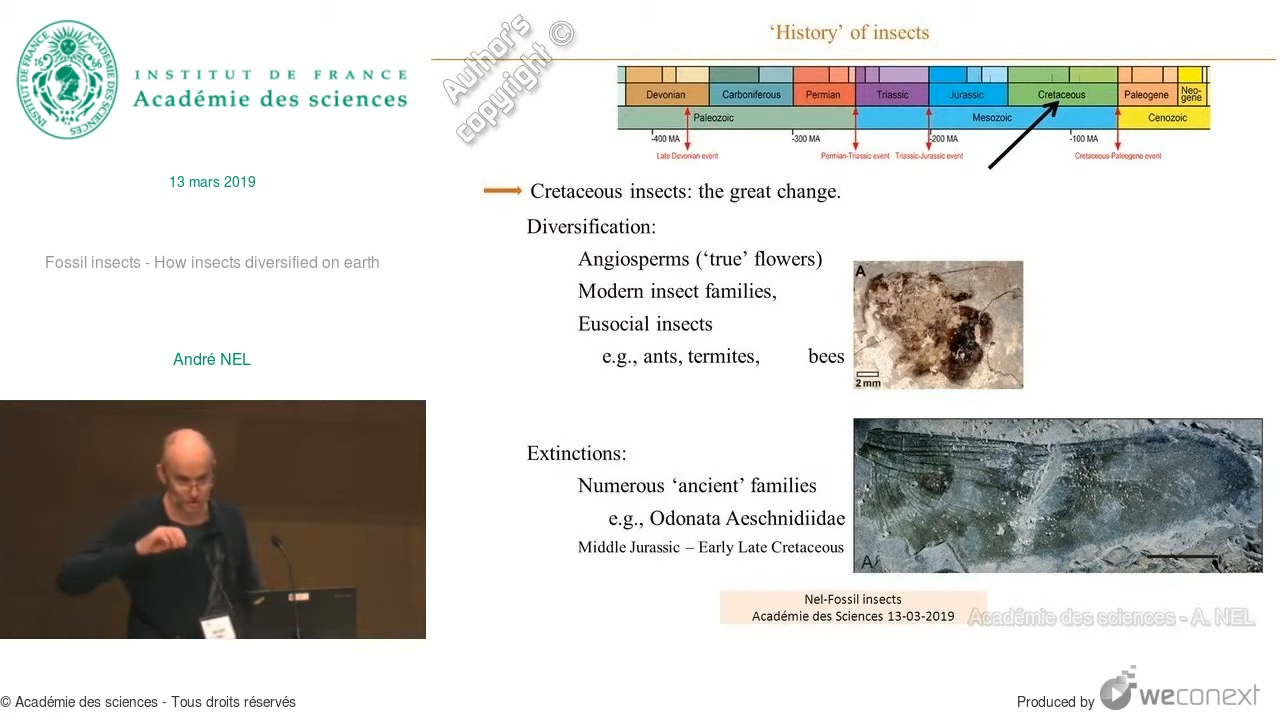 INSTITUT DE FRANCE
Académie des sciences
13 mars 2019
Fossil insects - How insects diversified on earth
André NEL
Author's
copyright ©
‘History’ of insects
Devonian
Carboniferous
Permian
Triassic
Jurassic
Cretaceous
Paleogene
Neo-
gene
Paleozoic
Mesozoic
Cenozoic
-400 MA
-300 MA
-200 MA
-100 MA
Late Devonian event
Permian-Triassic event
Triassic-Jurassic event
Cretaceous-Paleogene event
Cretaceous insects: the great change.
Diversification:
Angiosperms (‘true’ flowers)
Modern insect families,
Eusocial insects
e.g., ants, termites, bees
A
2 mm
Extinctions:
Numerous ‘ancient’ families
e.g., Odonata Aeschnidiidae
Middle Jurassic – Early Late Cretaceous
A
Nel-Fossil insects
Académie des Sciences 13-03-2019
Académie des sciences - A. NEL
© Académie des sciences - Tous droits réservés
Produced by
weconext